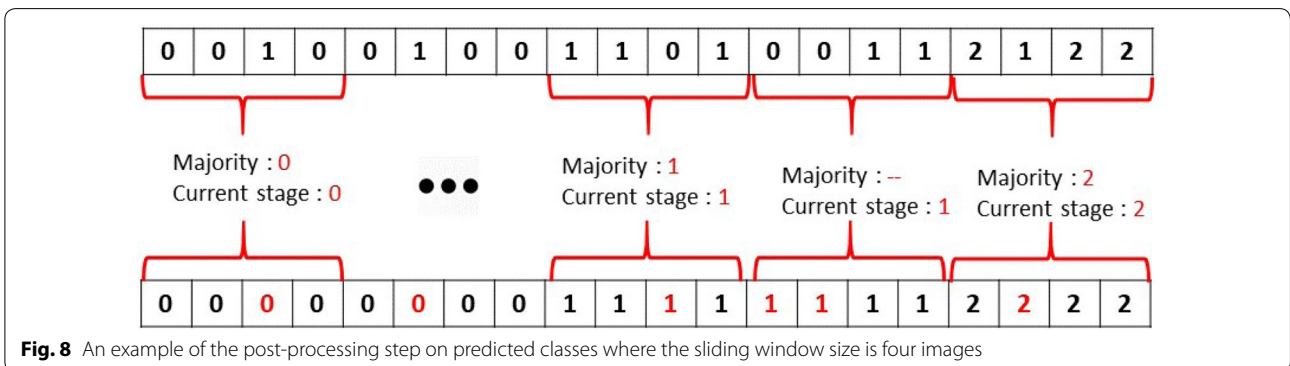 0 0 1 0 0 1 0 0 1 1 0 1 0 0 1 1 2 1 2 2
Majority : 0
Current stage : 0
Majority : 1
Current stage : 1
Majority : --
Current stage : 1
Majority : 2
Current stage : 2
0 0 0 0 0 0 0 0 1 1 1 1 1 1 1 1 2 2 2 2
Fig. 8 An example of the post-processing step on predicted classes where the sliding window size is four images